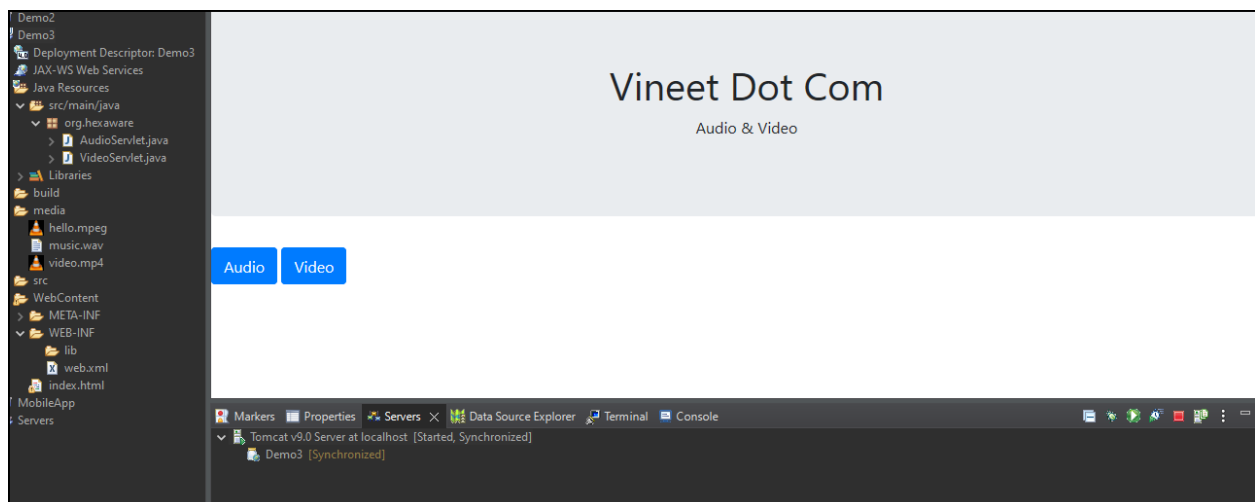 Demo2
Demo3
Deployment Descriptor: Demo3
JAX-WS Web Services
Java Resources
src/main/java
org.hexaware
AudioServlet.java
VideoServlet.java
Libraries
build
media
hello.mpeg
music.wav
video.mp4
src
WebContent
META-INF
WEB-INF
lib
web.xml
index.html
MobileApp
Servers
Vineet Dot Com
Audio & Video
Audio Video
Markers Properties Servers Data Source Explorer Terminal Console
Tomcat v9.0 Server at localhost [Started, Synchronized]
Demo3 [Synchronized]